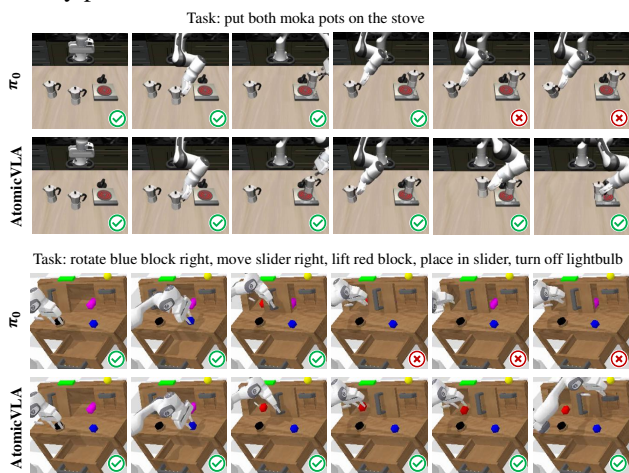 Task: put both moka pots on the stove
π0
AtomicVLA
Task: rotate blue block right, move slider right, lift red block, place in slider, turn off lightbulb
π0
AtomicVLA